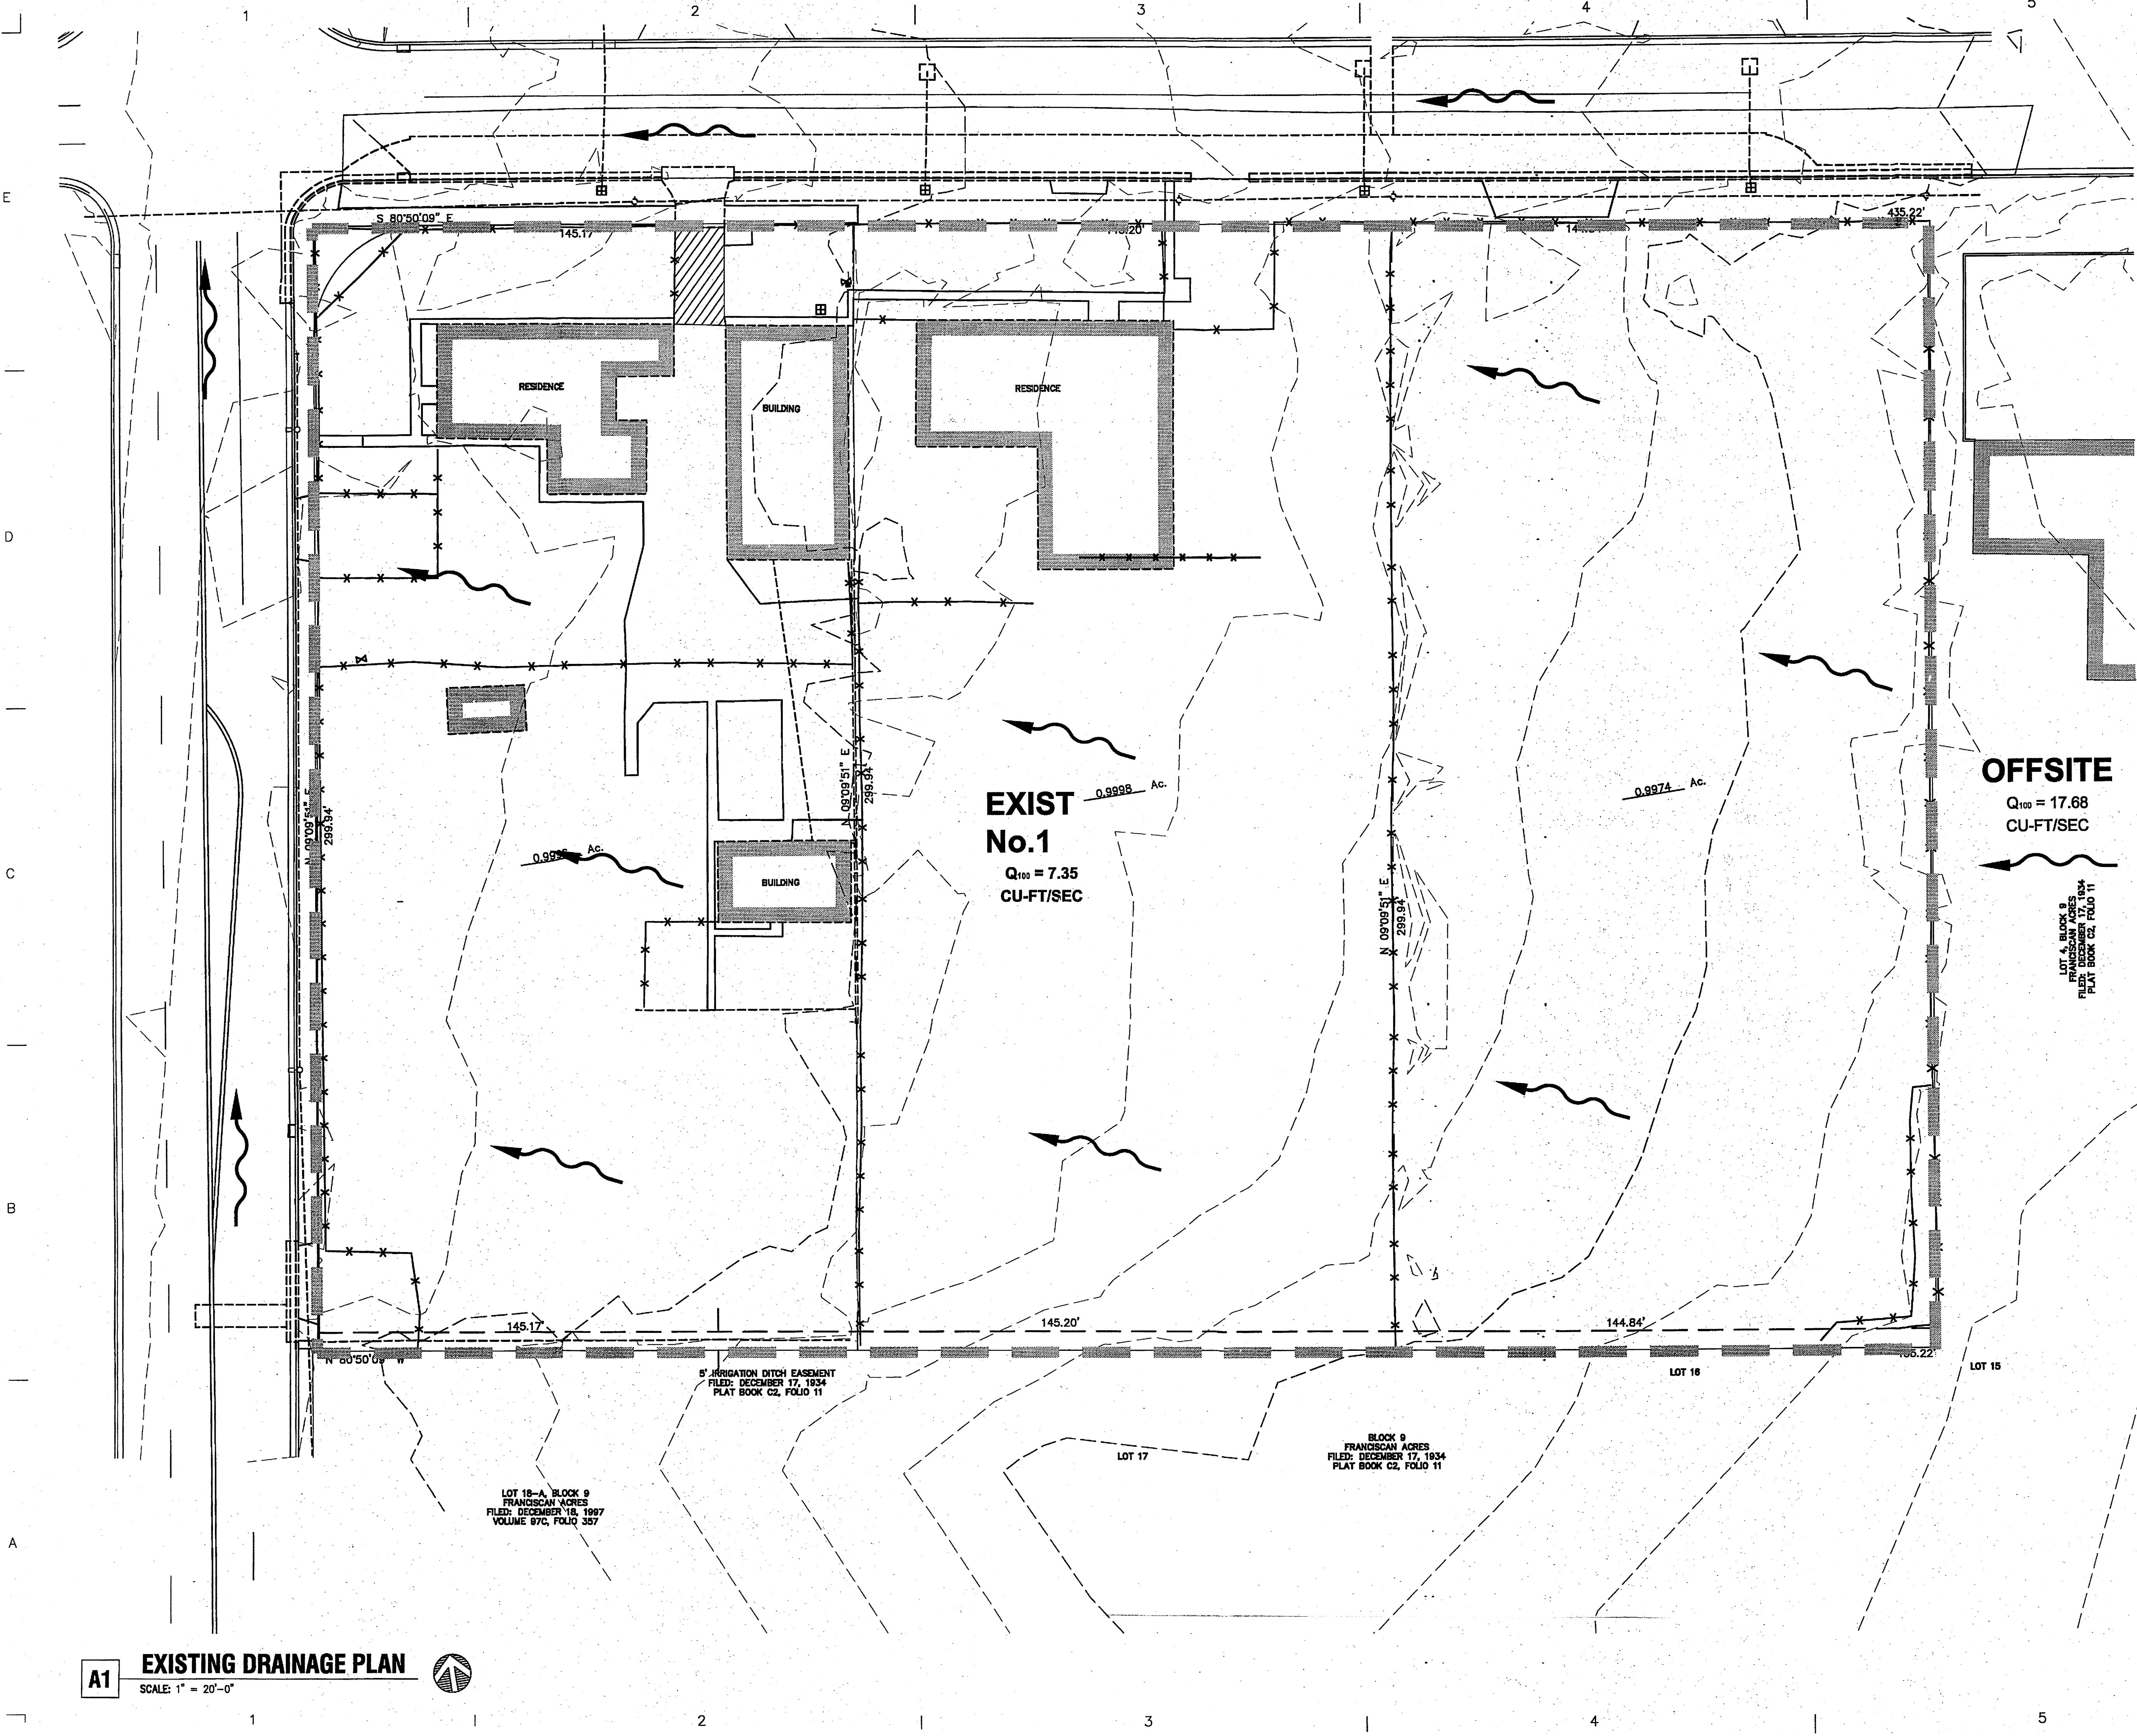 1 2 3 4 5
E
S 80°50'09" E
145.17'
435.22'
RESIDENCE
BUILDING
RESIDENCE
D
N 09°09'51" E
299.94'
N 09°09'51" E
299.94'
EXIST
No.1
Q100 = 7.35
CU-FT/SEC
0.9998 Ac.
0.9974 Ac.
OFFSITE
Q100 = 17.68
CU-FT/SEC
C
Ac.
BUILDING
N 09°09'51" E
299.94'
LOT 4, BLOCK 9
FRANCISCAN ACRES
FILED: DECEMBER 17, 1934
PLAT BOOK C2, FOLIO 11
B
145.17'
145.20'
144.84'
N 80°50'09" W
5' IRRIGATION DITCH EASEMENT
FILED: DECEMBER 17, 1934
PLAT BOOK C2, FOLIO 11
LOT 16
LOT 15
LOT 17
BLOCK 9
FRANCISCAN ACRES
FILED: DECEMBER 17, 1934
PLAT BOOK C2, FOLIO 11
LOT 18-A, BLOCK 9
FRANCISCAN ACRES
FILED: DECEMBER 18, 1997
VOLUME 97C, FOLIO 357
A
A1
EXISTING DRAINAGE PLAN
SCALE: 1" = 20'-0"
1 2 3 4 5